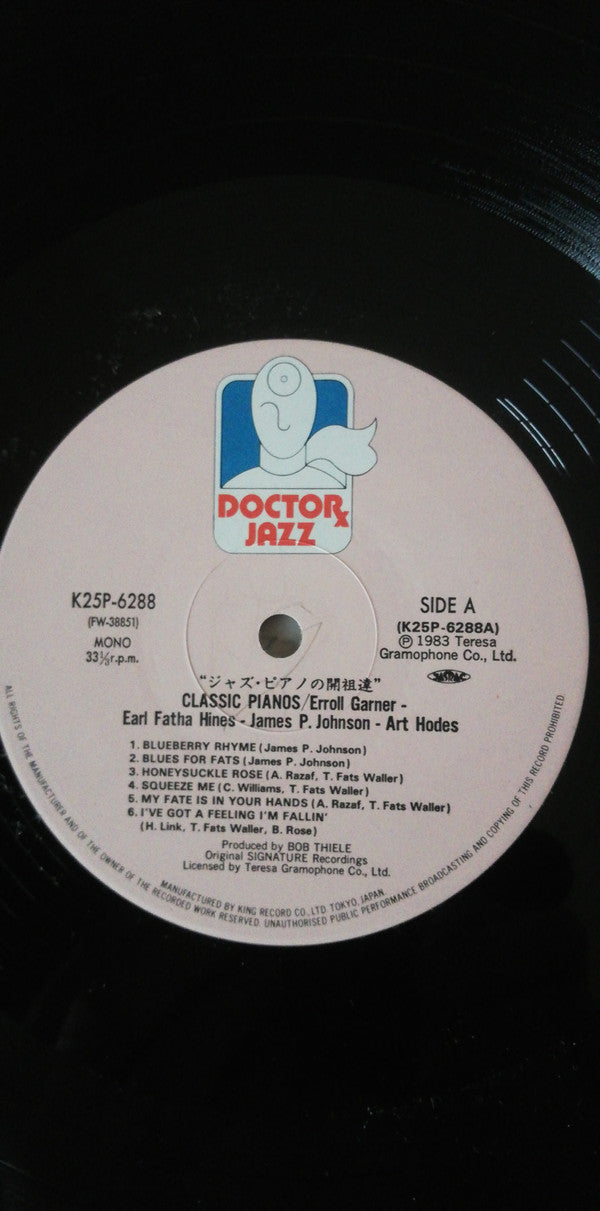 DOCTOR
x
JAZZ
K25P-6288
(FW-38851)
MONO
33⅓r.p.m.
SIDE A
(K25P-6288A)
Ⓟ 1983 Teresa
Gramophone Co., Ltd.
"ジャズ・ピアノの開祖達"
CLASSIC PIANOS/Erroll Garner -
Earl Fatha Hines - James P. Johnson - Art Hodes
1. BLUEBERRY RHYME (James P. Johnson)
2. BLUES FOR FATS (James P. Johnson)
3. HONEYSUCKLE ROSE (A. Razaf, T. Fats Waller)
4. SQUEEZE ME (C. Williams, T. Fats Waller)
5. MY FATE IS IN YOUR HANDS (A. Razaf, T. Fats Waller)
6. I'VE GOT A FEELING I'M FALLIN'
(H. Link, T. Fats Waller, B. Rose)
Produced by BOB THIELE
Original SIGNATURE Recordings
Licensed by Teresa Gramophone Co., Ltd.
MANUFACTURED BY KING RECORD CO., LTD. TOKYO, JAPAN.
ALL RIGHTS OF THE MANUFACTURER AND OF THE OWNER OF THE RECORDED WORK RESERVED. UNAUTHORISED PUBLIC PERFORMANCE BROADCASTING AND COPYING OF THIS RECORD PROHIBITED